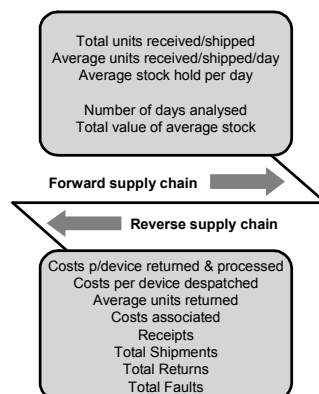 Total units received/shipped
Average units received/shipped/day
Average stock hold per day
Number of days analysed
Total value of average stock
Forward supply chain
Reverse supply chain
Costs p/device returned & processed
Costs per device despatched
Average units returned
Costs associated
Receipts
Total Shipments
Total Returns
Total Faults